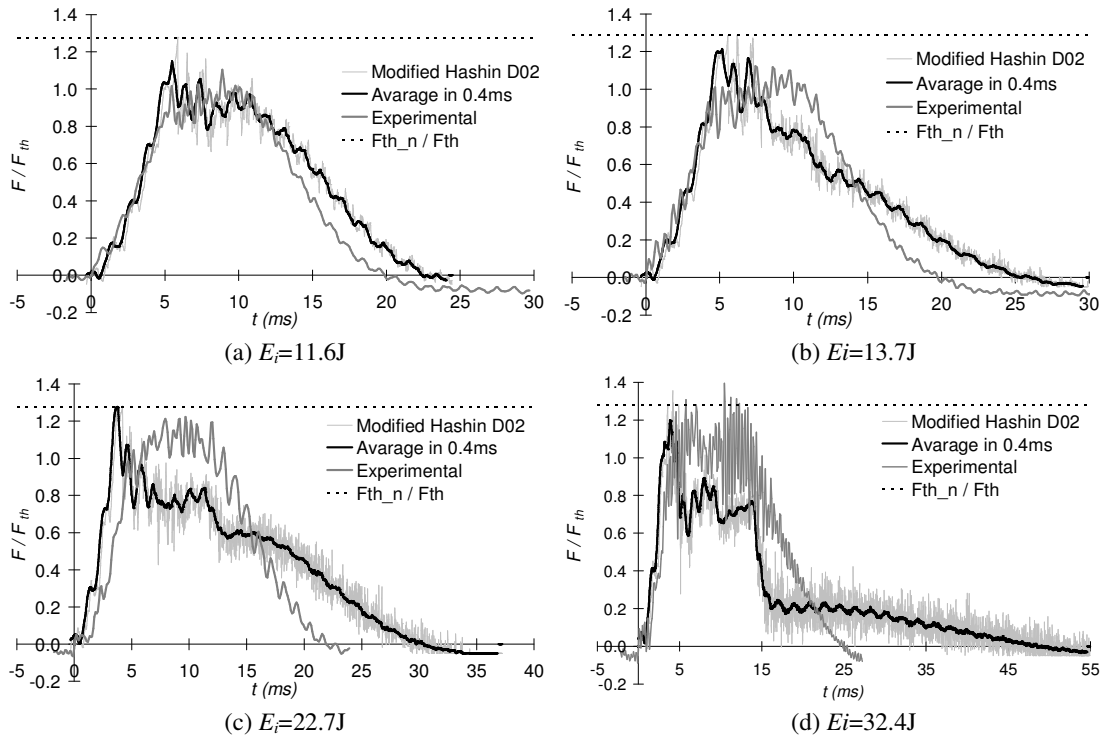 1.4
1.2
1.0
0.8
0.6
0.4
0.2
0.0
-0.2
-5 0 5 10 15 20 25 30
F / F th
t (ms)
Modified Hashin D02
Avarage in 0.4ms
Experimental
Fth_n / Fth
(a) Ei=11.6J
1.4
1.2
1.0
0.8
0.6
0.4
0.2
0.0
-0.2
-5 0 5 10 15 20 25 30
F / F th
t (ms)
Modified Hashin D02
Avarage in 0.4ms
Experimental
Fth_n / Fth
(b) Ei=13.7J
1.4
1.2
1.0
0.8
0.6
0.4
0.2
0.0
-0.2
-5 0 5 10 15 20 25 30 35 40
F / F th
t (ms)
Modified Hashin D02
Avarage in 0.4ms
Experimental
Fth_n / Fth
(c) Ei=22.7J
1.4
1.2
1.0
0.8
0.6
0.4
0.2
0.0
-0.2
-5 5 15 25 35 45 55
F / F th
t (ms)
Modified Hashin D02
Avarage in 0.4ms
Experimental
Fth_n / Fth
(d) Ei=32.4J